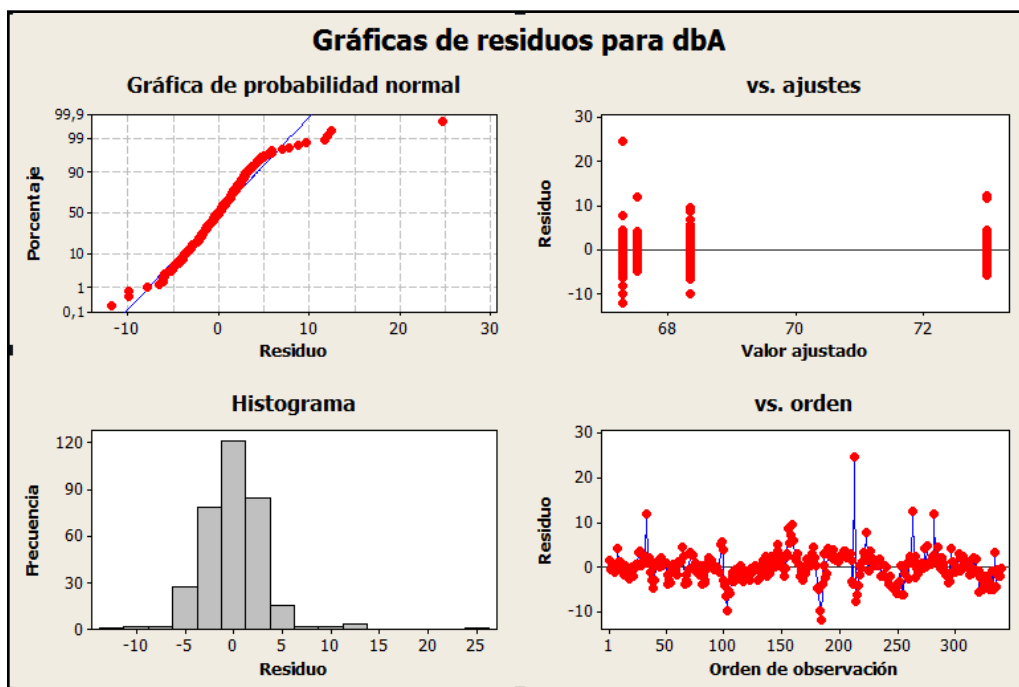 Gráficas de residuos para dbA
Gráfica de probabilidad normal
99,9
99
90
50
10
1
0,1
Porcentaje
-10 0 10 20 30
Residuo
vs. ajustes
30
20
10
0
-10
Residuo
68 70 72
Valor ajustado
Histograma
120
90
60
30
0
Frecuencia
-10 -5 0 5 10 15 20 25
Residuo
vs. orden
30
20
10
0
-10
Residuo
1 50 100 150 200 250 300
Orden de observación